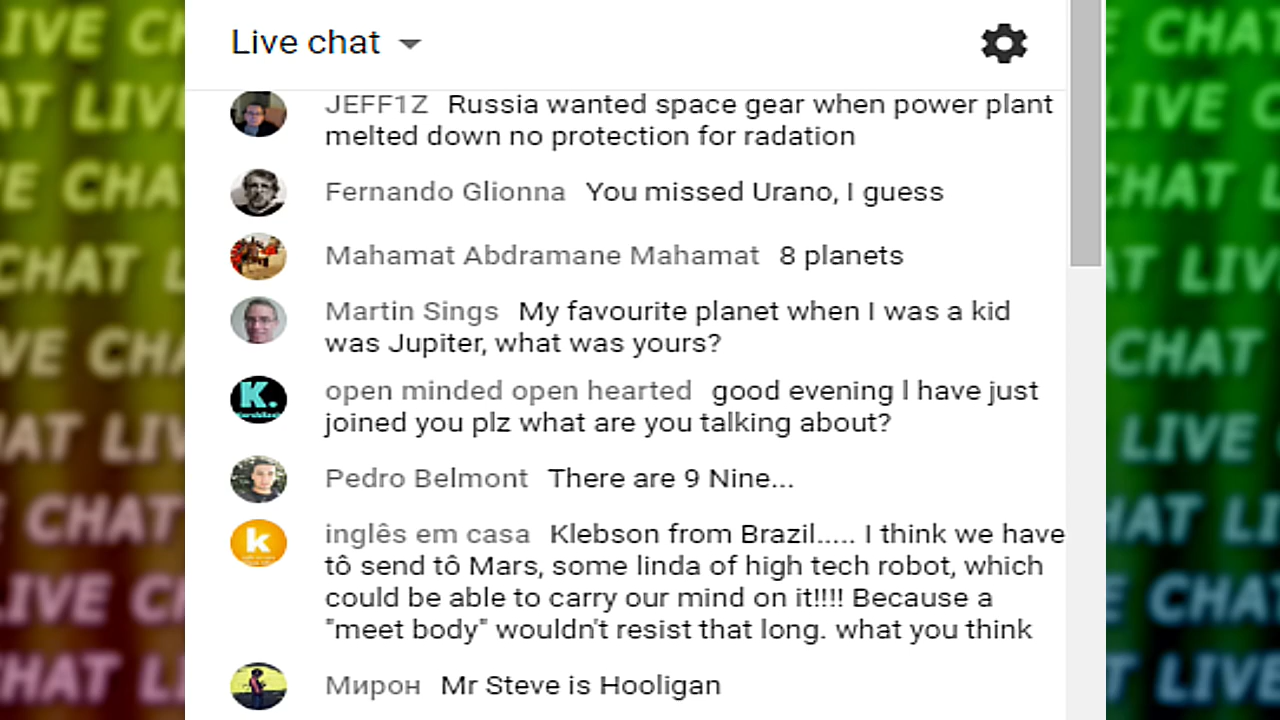 Live chat
JEFF1Z Russia wanted space gear when power plant
melted down no protection for radation
Fernando Glionna You missed Urano, I guess
Mahamat Abdramane Mahamat 8 planets
Martin Sings My favourite planet when I was a kid
was Jupiter, what was yours?
open minded open hearted good evening I have just
joined you plz what are you talking about?
Pedro Belmont There are 9 Nine...
inglês em casa Klebson from Brazil..... I think we have
tô send tô Mars, some linda of high tech robot, which
could be able to carry our mind on it!!!! Because a
"meet body" wouldn't resist that long. what you think
Мирон Mr Steve is Hooligan